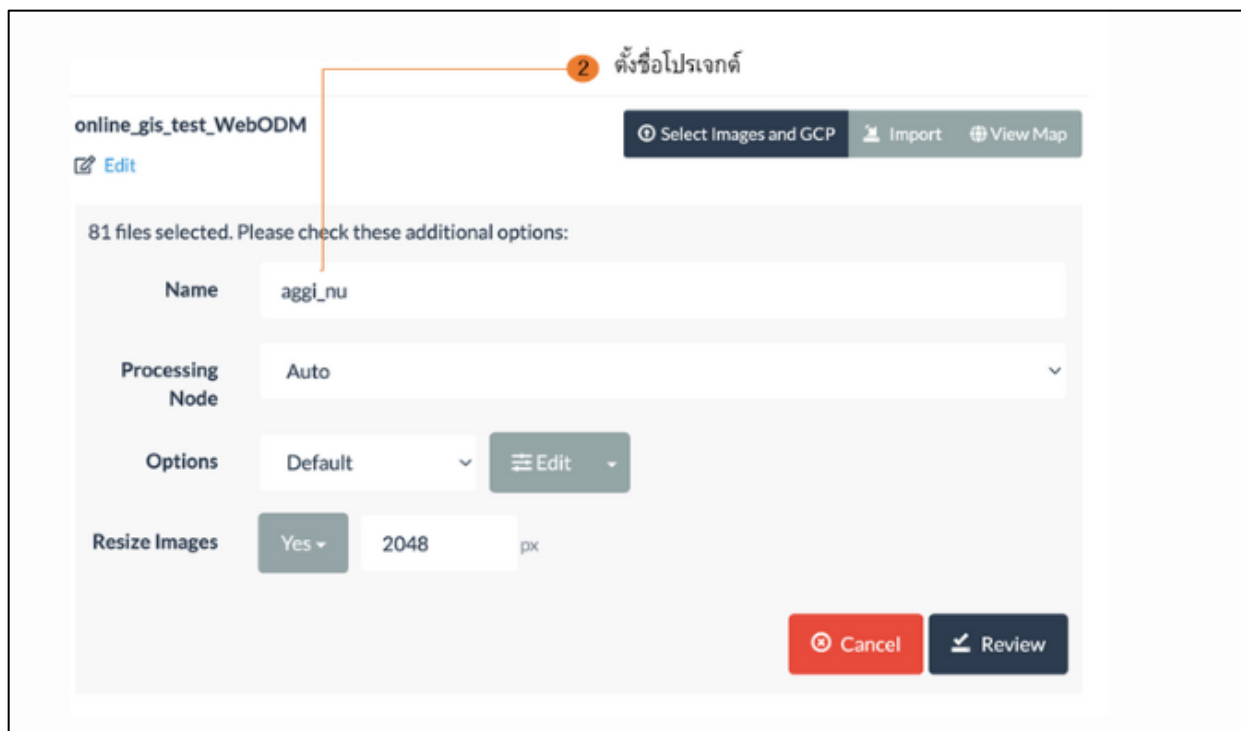 2 ตั้งชื่อโปรเจกต์
online_gis_test_WebODM
Select Images and GCP Import View Map
Edit
81 files selected. Please check these additional options:
Name aggi_nu
Processing Node Auto
Options Default Edit
Resize Images Yes 2048 px
Cancel Review